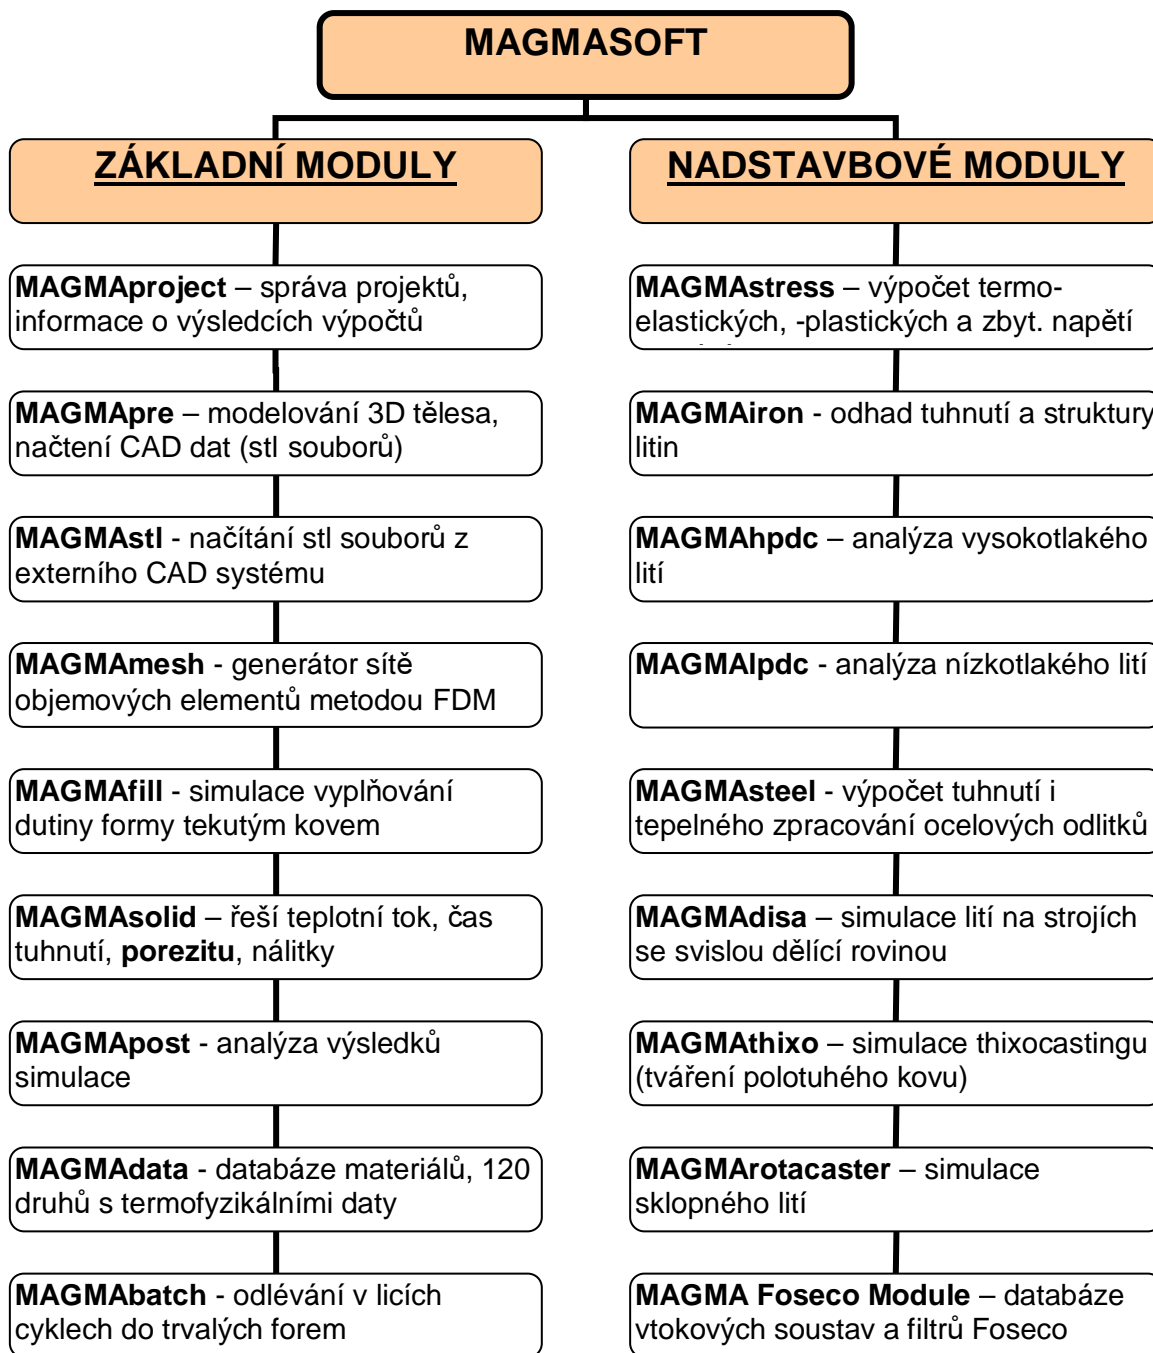 MAGMASOFT
ZÁKLADNÍ MODULY
MAGMAproject – správa projektů,
informace o výsledcích výpočtů
MAGMApre – modelování 3D tělesa,
načtení CAD dat (stl souborů)
MAGMAstl - načítání stl souborů z
externího CAD systému
MAGMAmesh - generátor sítě
objemových elementů metodou FDM
MAGMAfill - simulace vyplňování
dutiny formy tekutým kovem
MAGMAsolid – řeší teplotní tok, čas
tuhnutí, porezitu, nálitky
MAGMApost - analýza výsledků
simulace
MAGMAdata - databáze materiálů, 120
druhů s termofyzikálními daty
MAGMAbatch - odlévání v licích
cyklech do trvalých forem
NADSTAVBOVÉ MODULY
MAGMAstress – výpočet termo-
elastických, -plastických a zbyt. napětí
MAGMAiron - odhad tuhnutí a struktury
litin
MAGMAhpdc – analýza vysokotlakého
lití
MAGMAlpdc - analýza nízkotlakého lití
MAGMAsteel - výpočet tuhnutí i
tepelného zpracování ocelových odlitků
MAGMAdisa – simulace lití na strojích
se svislou dělící rovinou
MAGMAthixo – simulace thixocastingu
(tváření polotuhého kovu)
MAGMArotacaster – simulace
sklopného lití
MAGMA Foseco Module – databáze
vtokových soustav a filtrů Foseco